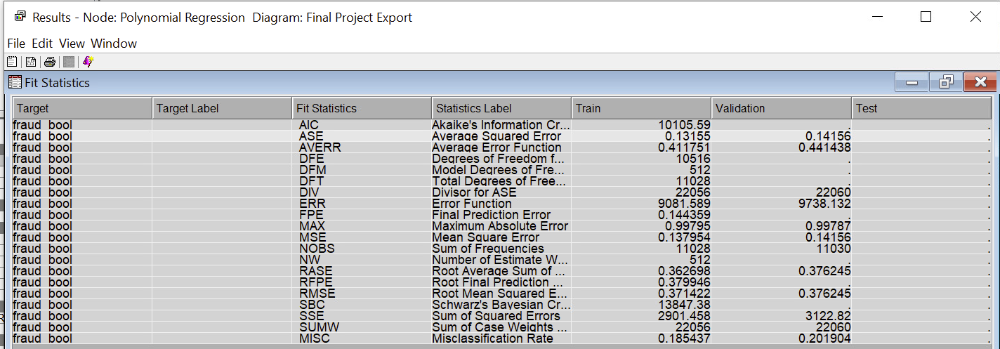 Results - Node: Polynomial Regression Diagram: Final Project Export
File Edit View Window
Fit Statistics
Target Target Label Fit Statistics Statistics Label Train Validation Test
fraud_bool AIC Akaike's Information Cr... 10105.59 . .
fraud_bool ASE Average Squared Error 0.13155 0.14156 .
fraud_bool AVERR Average Error Function 0.411751 0.441438 .
fraud_bool DFE Degrees of Freedom f... 10516 . .
fraud_bool DFM Model Degrees of Fre... 512 . .
fraud_bool DFT Total Degrees of Free... 11028 . .
fraud_bool DIV Divisor for ASE 22056 22060 .
fraud_bool ERR Error Function 9081.589 9738.132 .
fraud_bool FPE Final Prediction Error 0.144359 . .
fraud_bool MAX Maximum Absolute Error 0.99795 0.99787 .
fraud_bool MSE Mean Square Error 0.137954 0.14156 .
fraud_bool NOBS Sum of Frequencies 11028 11030 .
fraud_bool NW Number of Estimate W... 512 . .
fraud_bool RASE Root Average Sum of ... 0.362698 0.376245 .
fraud_bool RFPE Root Final Prediction ... 0.379946 . .
fraud_bool RMSE Root Mean Squared E... 0.371422 0.376245 .
fraud_bool SBC Schwarz's Bayesian Cr... 13847.38 . .
fraud_bool SSE Sum of Squared Errors 2901.458 3122.82 .
fraud_bool SUMW Sum of Case Weights ... 22056 22060 .
fraud_bool MISC Misclassification Rate 0.185437 0.201904 .